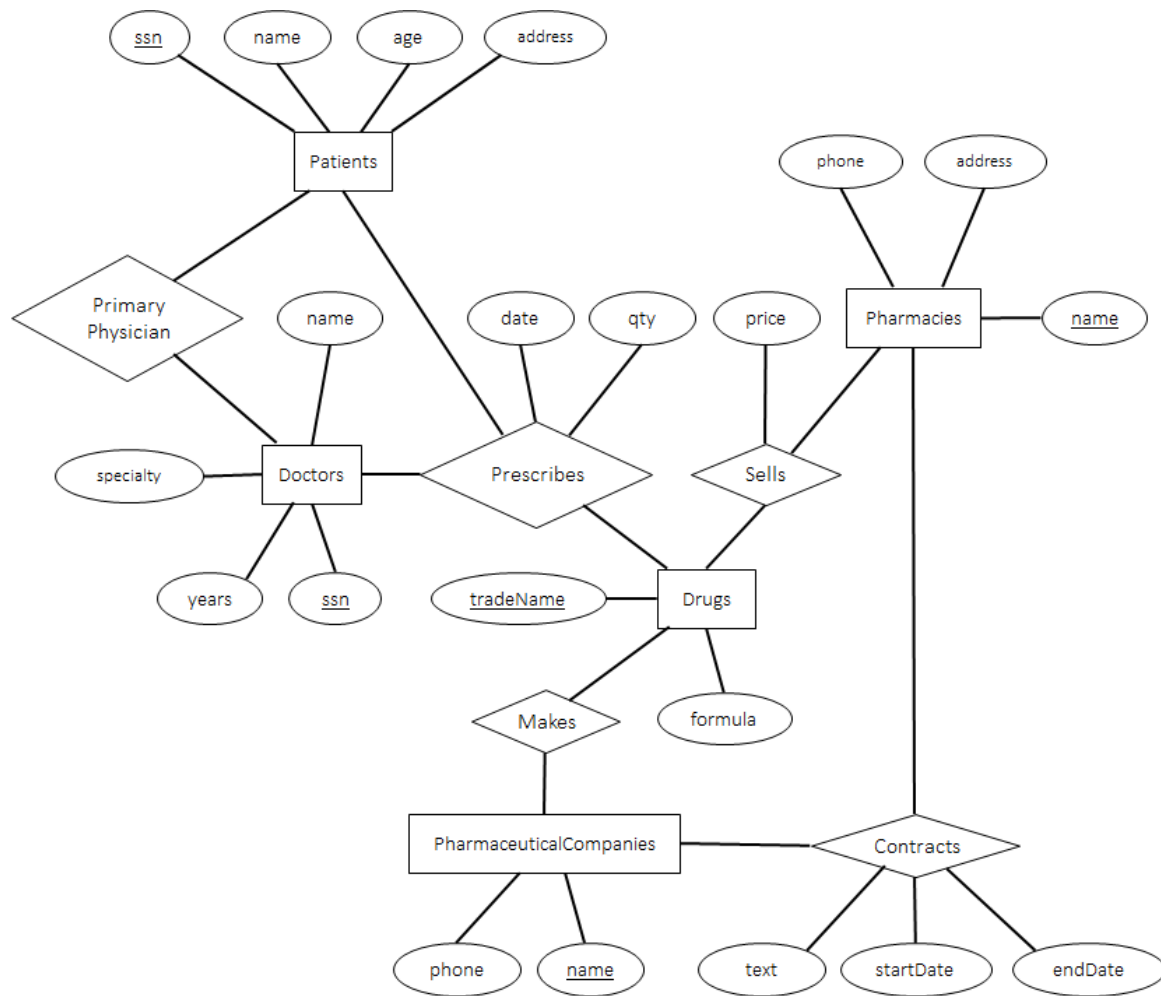 ssn
name
age
address
Patients
phone
address
Primary
Physician
name
date
qty
price
Pharmacies
name
specialty
Doctors
Prescribes
Sells
years
ssn
tradeName
Drugs
Makes
formula
PharmaceuticalCompanies
Contracts
phone
name
text
startDate
endDate